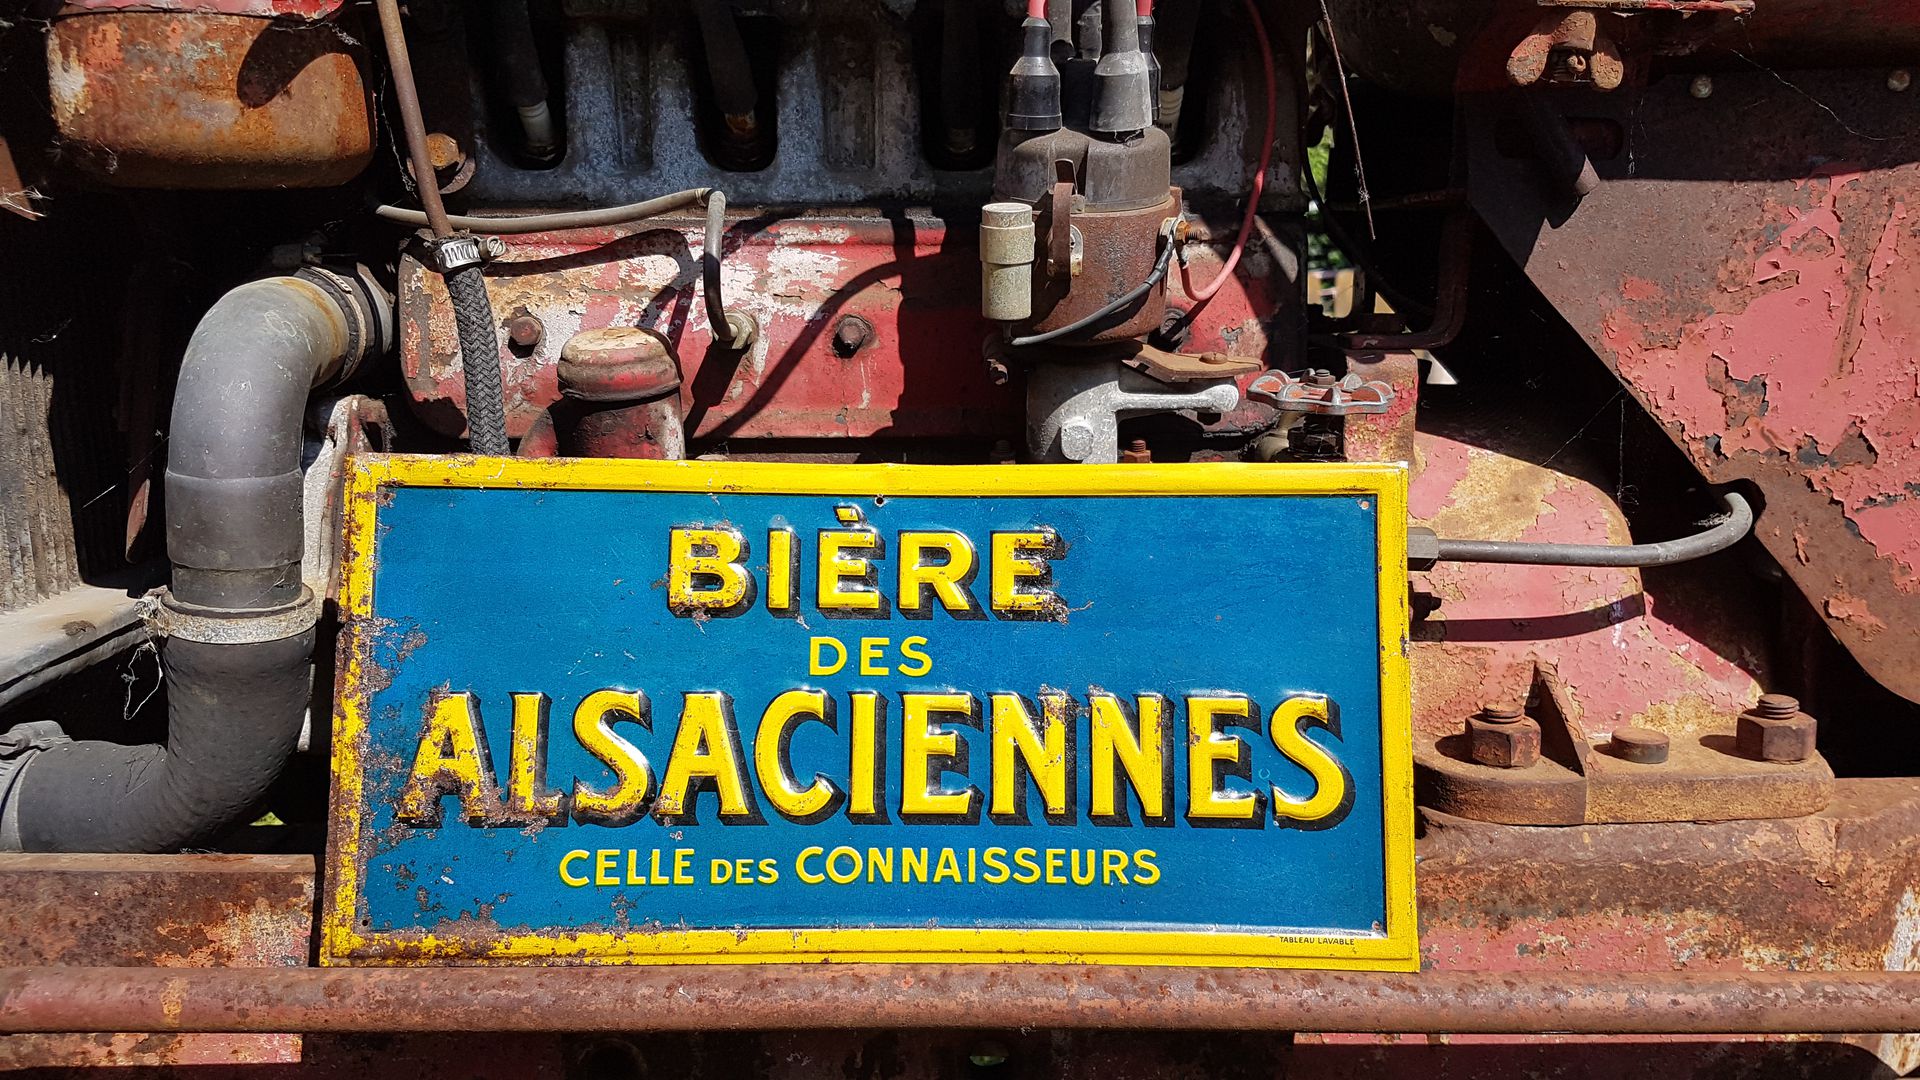 BIÈRE
DES
ALSACIENNES
CELLE DES CONNAISSEURS
TABLEAU LAVABLE